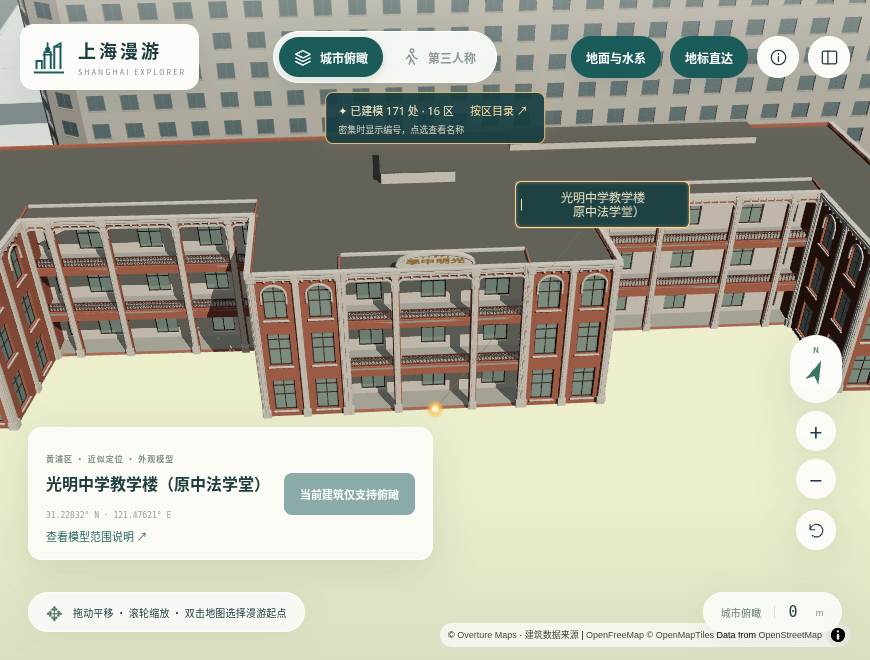 上海漫游
SHANGHAI EXPLORER
城市俯瞰
第三人称
地面与水系
地标直达
✦ 已建模 171 处 · 16 区 按区目录 ↗
密集时显示编号，点选查看名称
光明中学教学楼
原中法学堂）
N
黄浦区 · 近似定位 · 外观模型
光明中学教学楼（原中法学堂）
当前建筑仅支持俯瞰
31.22832° N · 121.47621° E
查看模型范围说明 ↗
拖动平移 · 滚轮缩放 · 双击地图选择漫游起点
城市俯瞰 0 m
© Overture Maps · 建筑数据来源 | OpenFreeMap © OpenMapTiles Data from OpenStreetMap